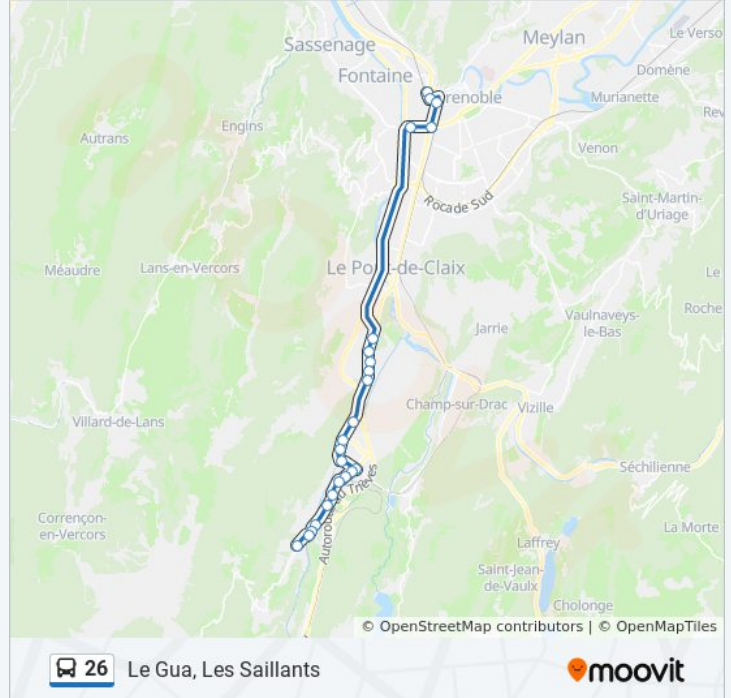 Sassenage
Meylan
Le Verso
Fontaine
Domène
Grenoble
Murianette
Rev
Engins
Autrans
Venon
Rocade Sud
Saint-Martin-
d'Uriage
Méaudre
Lans-en-Vercors
Le Pont-de-Claix
Le
Roche
Vaulnaveys-
le-Bas
Jarrie
Champ-sur-Drac
Vizille
Villard-de-Lans
Séchilienne
Autoroute du Trièves
Corrençon-
en-Vercors
La Morte
Laffrey
Saint-Jean-
de-Vaulx
Cholonge
© OpenStreetMap contributors | © OpenMapTiles
26 Le Gua, Les Saillants
moovit